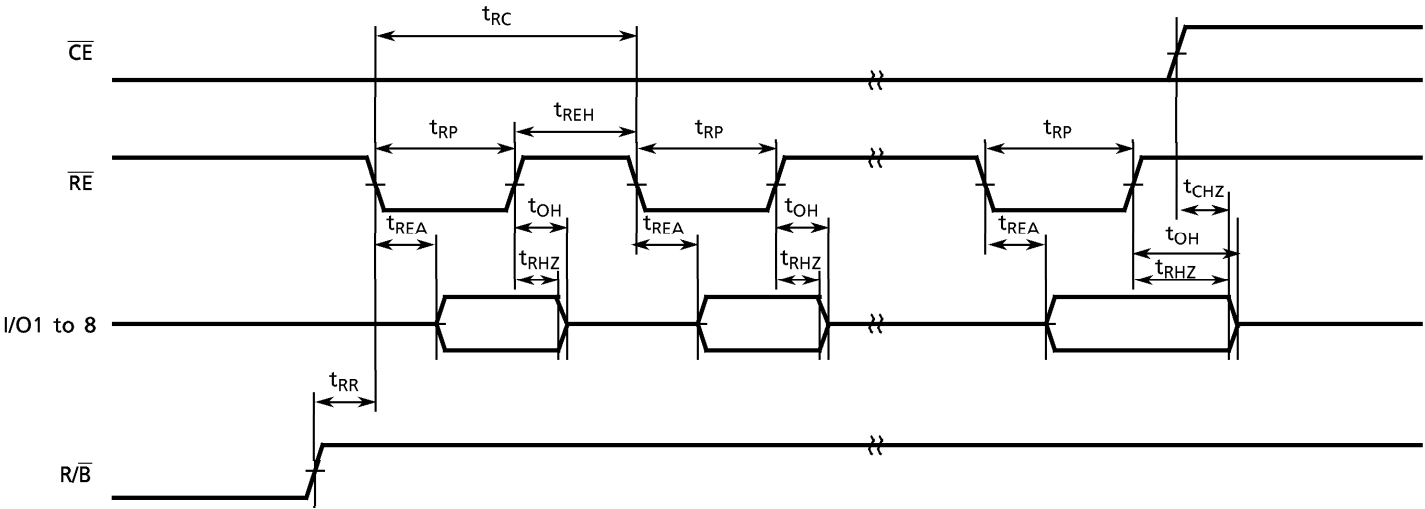 tRC
CE
tREH
tRP tRP tRP
RE
tCHZ
tOH tOH
tREA tREA tREA
tOH
tRHZ tRHZ tRHZ
I/O1 to 8
tRR
R/B